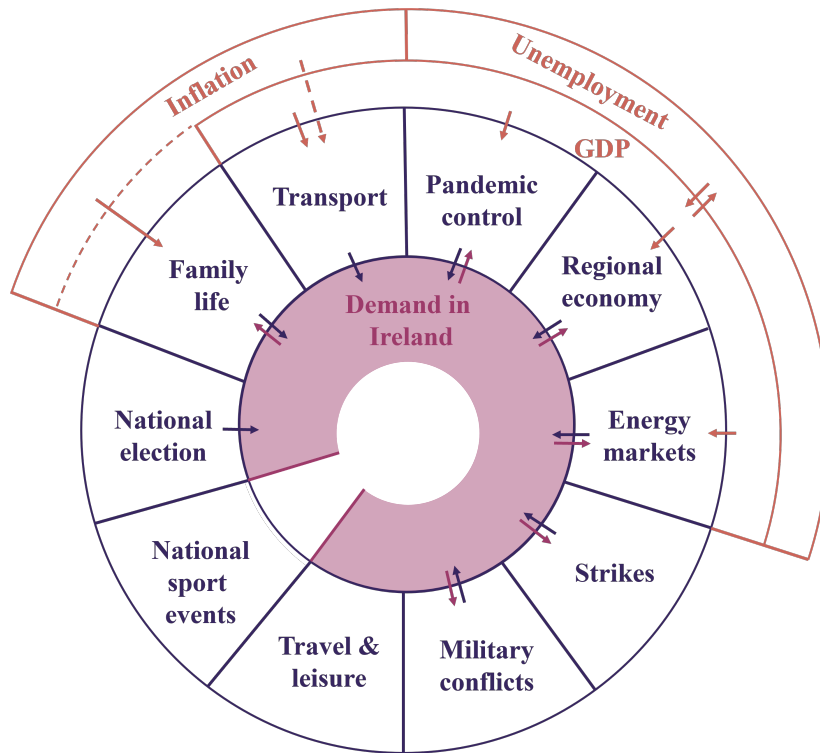 Inflation
Unemployment
GDP
Transport
Pandemic
control
Family
life
Regional
economy
Demand in
Ireland
National
election
Energy
markets
National
sport
events
Strikes
Travel &
leisure
Military
conflicts